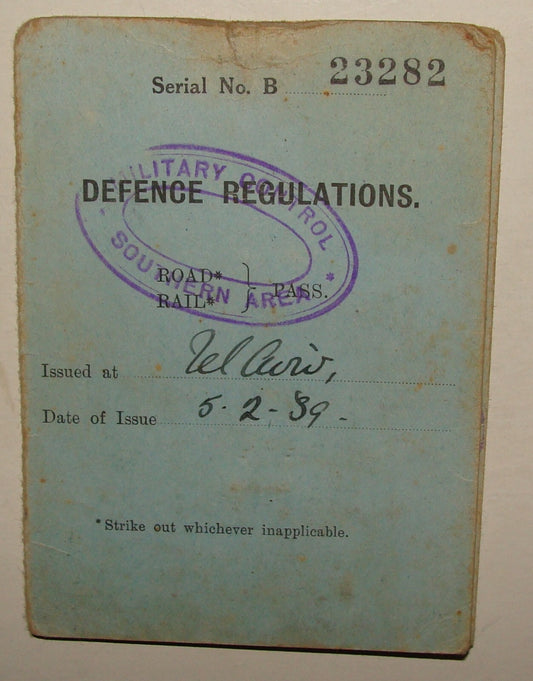 Serial No. B 23282
MILITARY CONTROL
DEFENCE REGULATIONS.
* SOUTHERN AREA *
ROAD*
RAIL* } PASS.
Issued at Tel Aviv,
Date of Issue 5-2-39-
*Strike out whichever inapplicable.